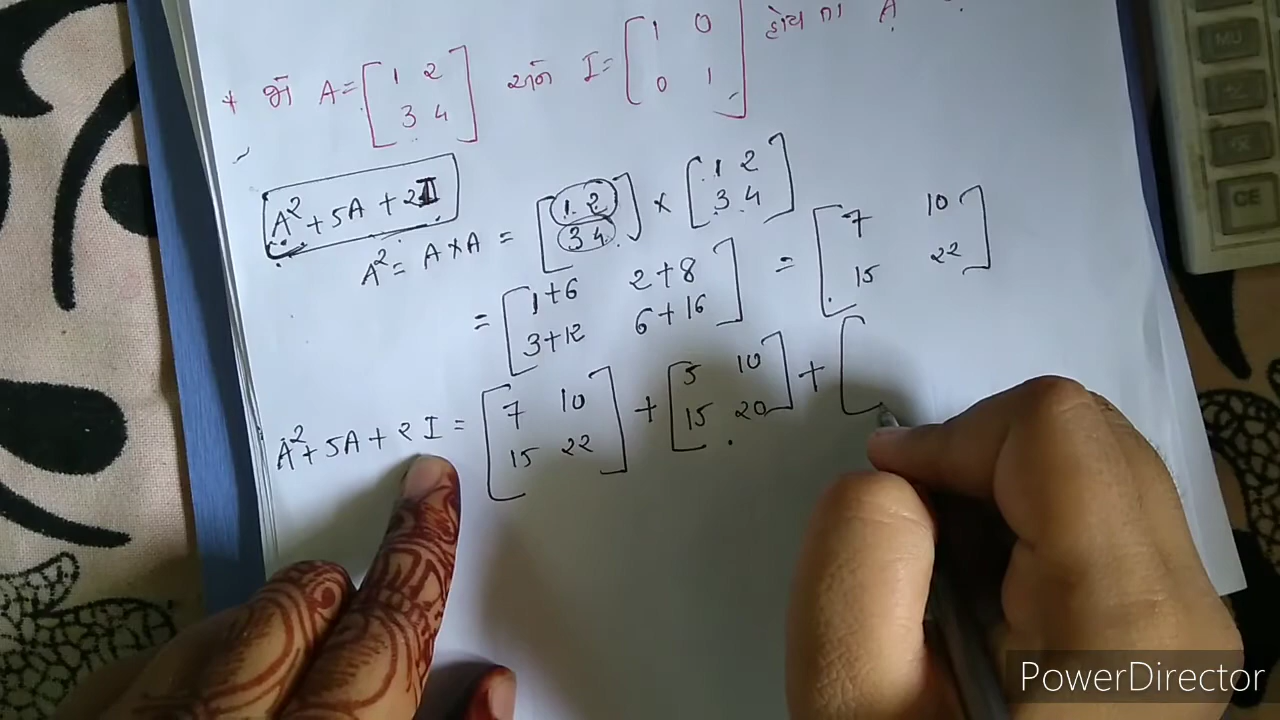 * જો A = [1 2 3 4] અને I = [1 0 0 1] હોય તો A
A² + 5A + 2I
A² = A × A = [1 2 3 4] × [1 2 3 4]
= [1+6 2+8 3+12 6+16] = [7 10 15 22]
A² + 5A + 2I = [7 10 15 22] + [5 10 15 20] + [
MU
CE
PowerDirector